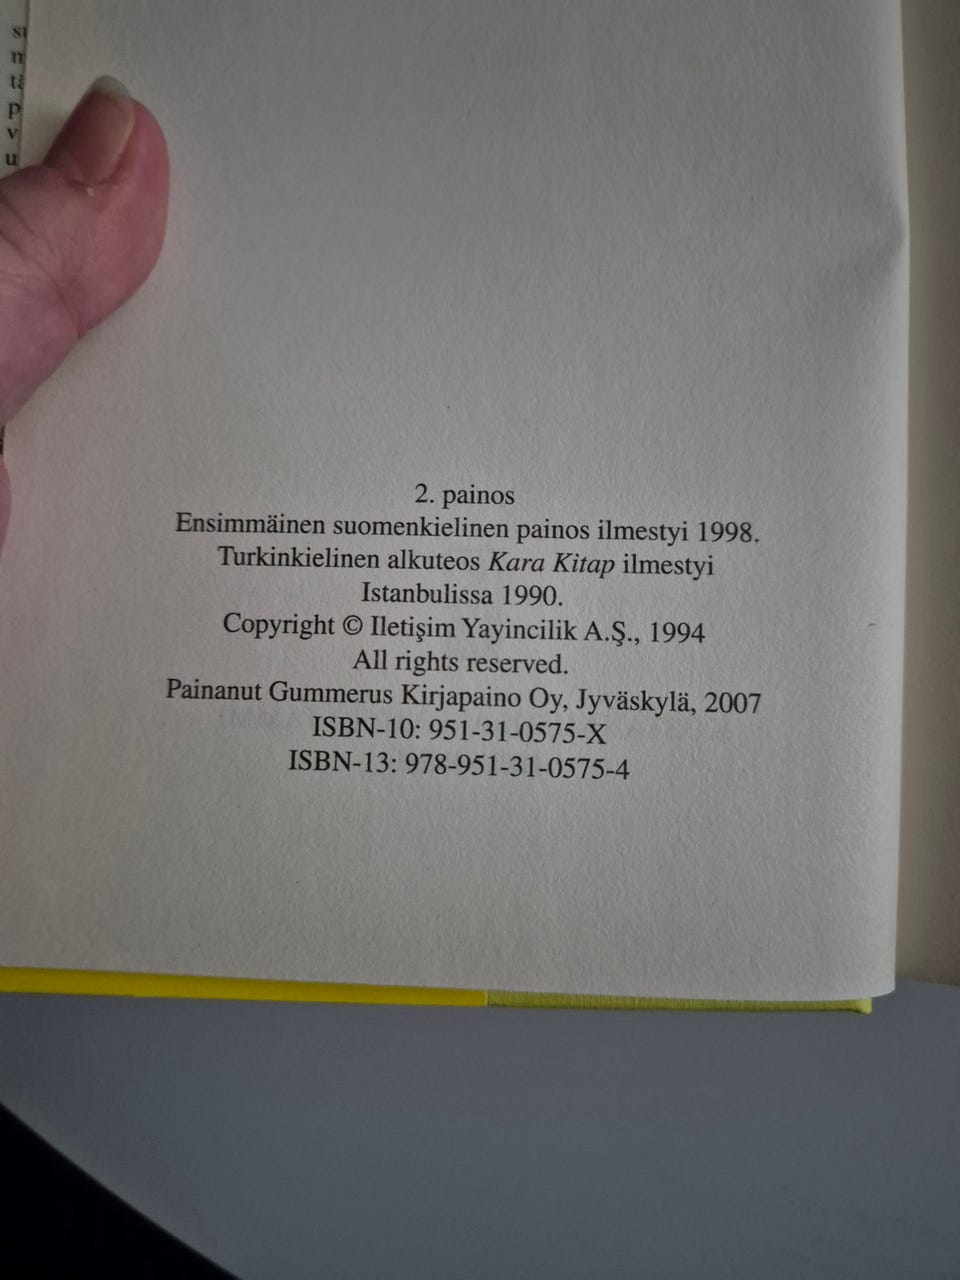 2. painos
Ensimmäinen suomenkielinen painos ilmestyi 1998.
Turkinkielinen alkuteos Kara Kitap ilmestyi
Istanbulissa 1990.
Copyright © Iletişim Yayincilik A.Ş., 1994
All rights reserved.
Painanut Gummerus Kirjapaino Oy, Jyväskylä, 2007
ISBN-10: 951-31-0575-X
ISBN-13: 978-951-31-0575-4